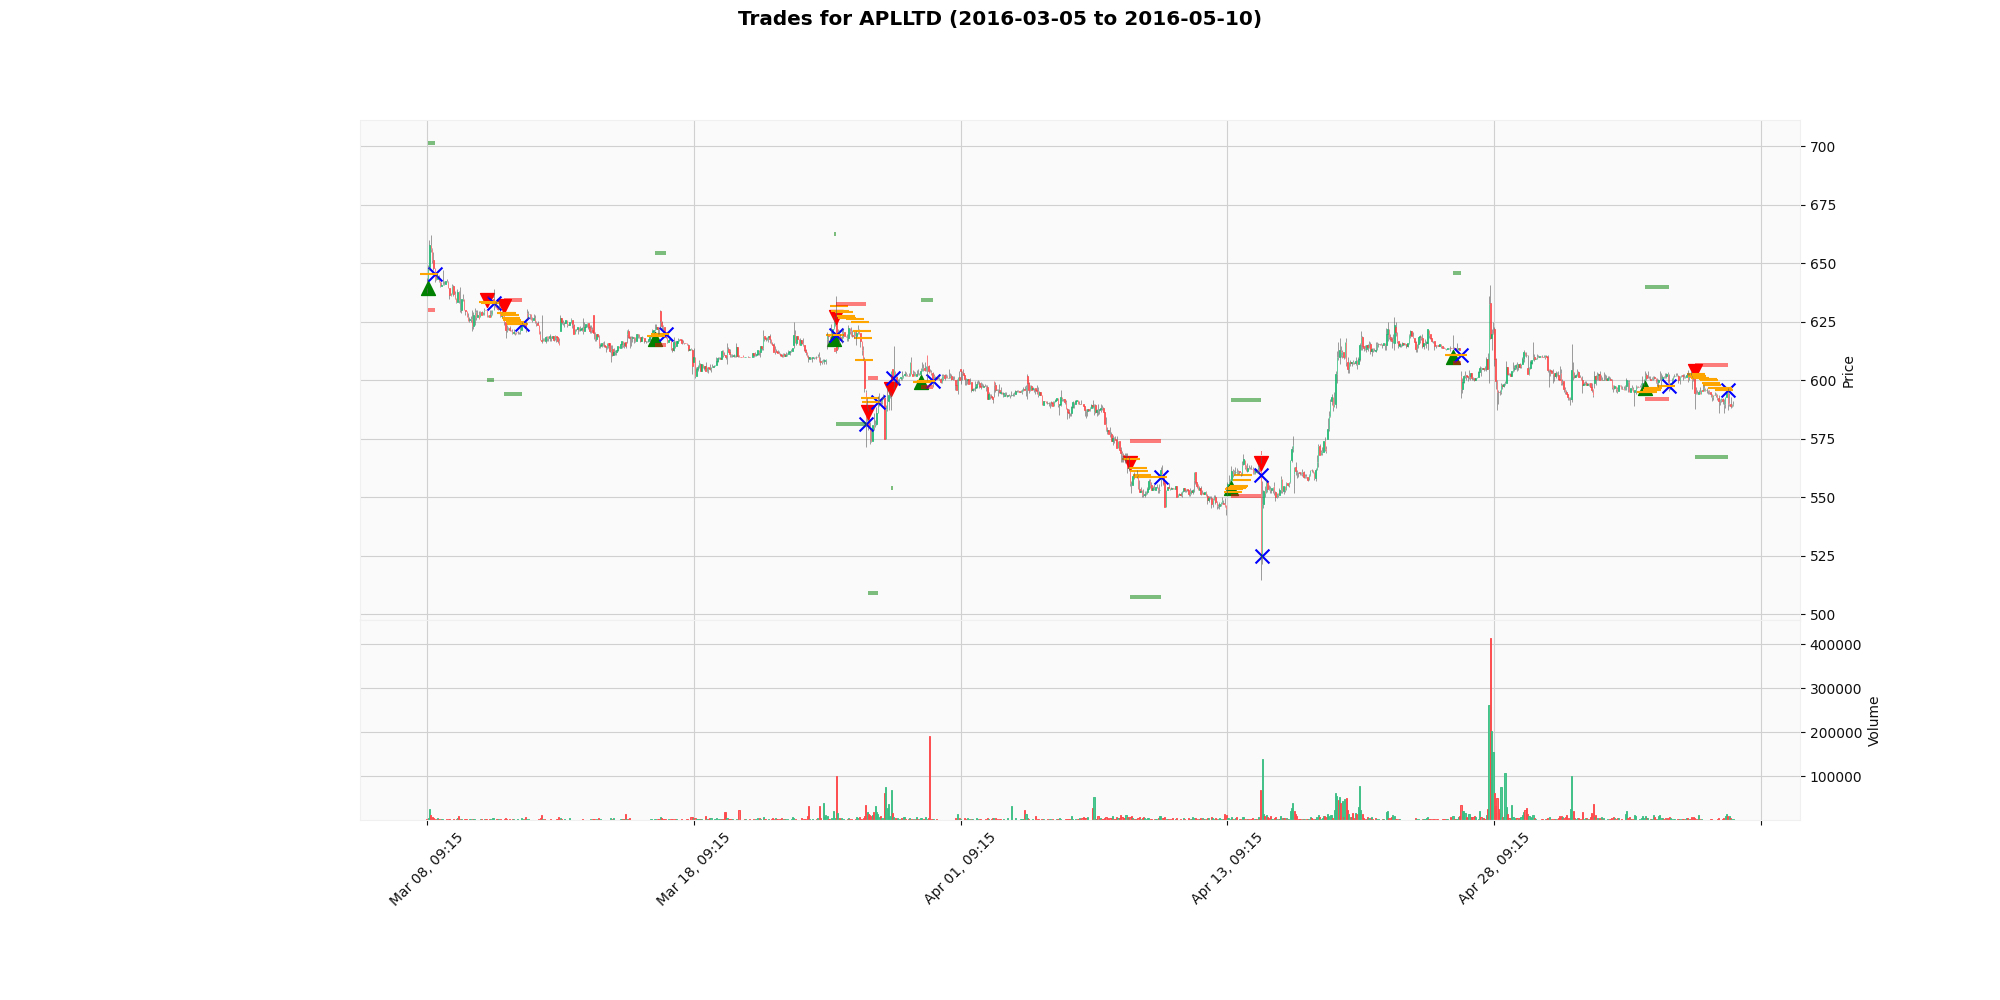 Trades for APLLTD (2016-03-05 to 2016-05-10)
700
675
650
625
600
575
550
525
500
Price
400000
300000
200000
100000
Volume
Mar 08, 09:15
Mar 18, 09:15
Apr 01, 09:15
Apr 13, 09:15
Apr 28, 09:15